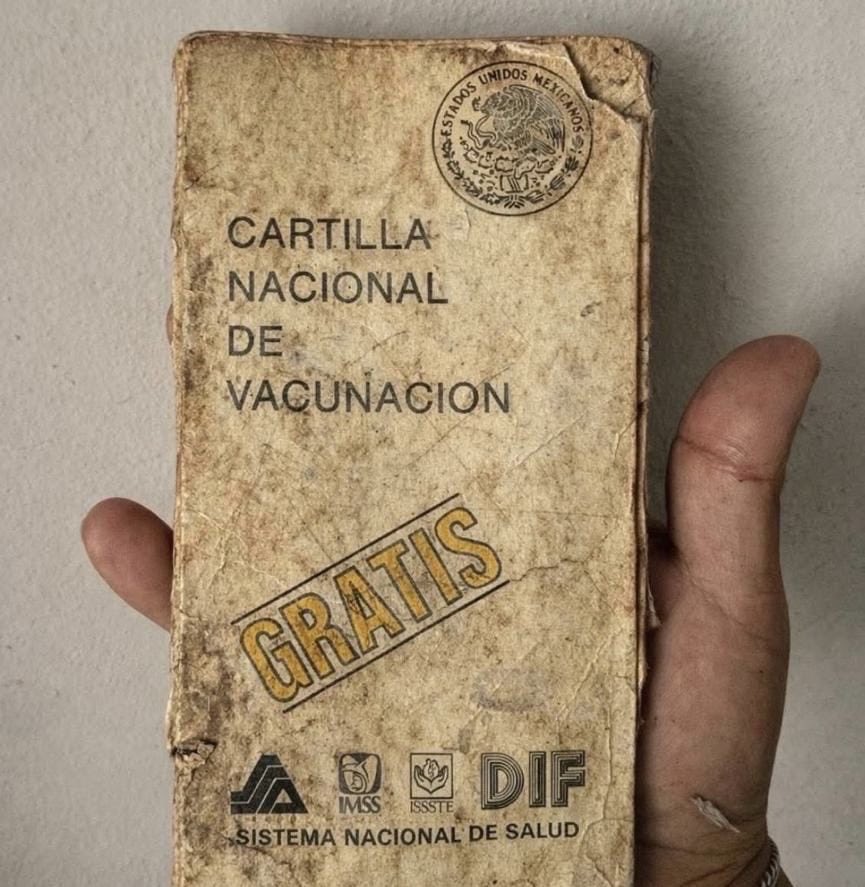 ESTADOS UNIDOS MEXICANOS
CARTILLA
NACIONAL
DE
VACUNACION
GRATIS
IMSS
ISSSTE
DIF
SISTEMA NACIONAL DE SALUD